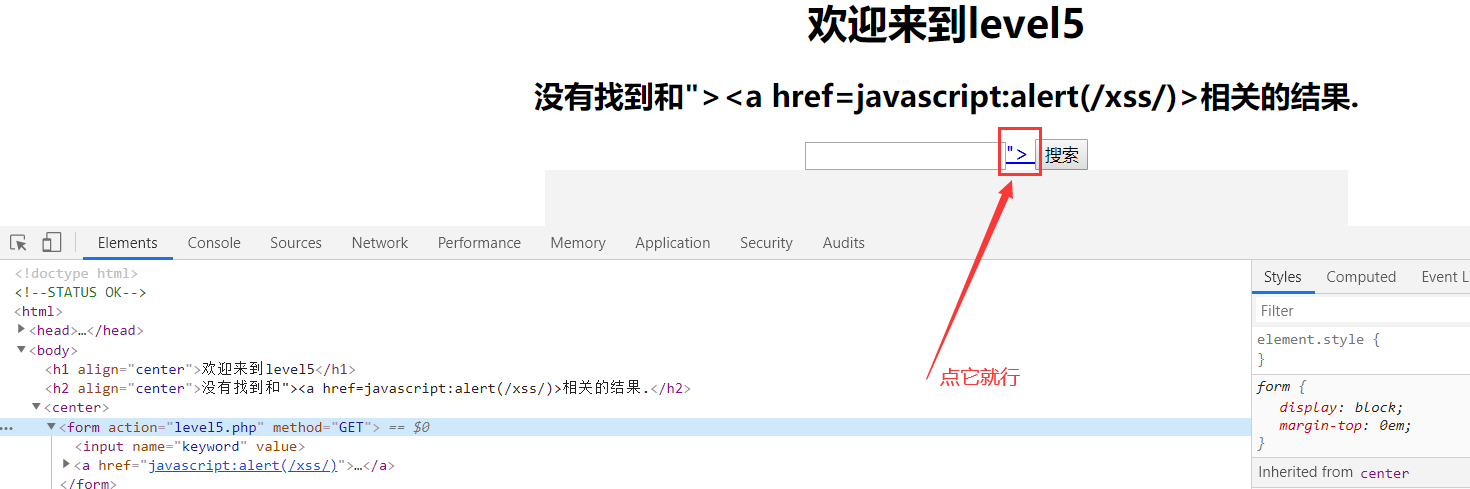 欢迎来到level5
没有找到和"><a href=javascript:alert(/xss/)>相关的结果.
"> 搜索
Elements Console Sources Network Performance Memory Application Security Audits
<!doctype html>
<!--STATUS OK-->
<html>
<head>…</head>
<body>
<h1 align="center">欢迎来到level5</h1>
<h2 align="center">没有找到和"><a href=javascript:alert(/xss/)>相关的结果.</h2>
<center>
<form action="level5.php" method="GET"> == $0
<input name="keyword" value>
<a href="javascript:alert(/xss/)">…</a>
</form>
点它就行
Styles Computed Event L
Filter
element.style {
}
form {
display: block;
margin-top: 0em;
}
Inherited from center